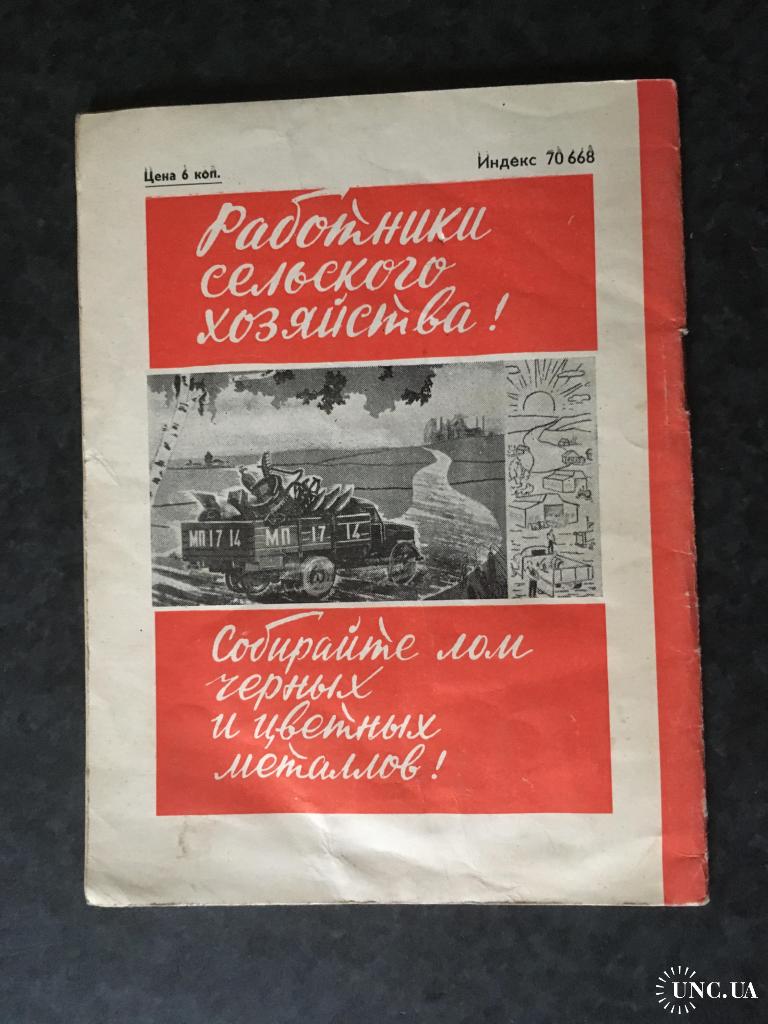 Цена 6 коп.
Индекс 70 668
Работники
сельского
хозяйства!
МП 17 14
МП 17 14
Собирайте лом
черных
и цветных
металлов!
UNC.UA